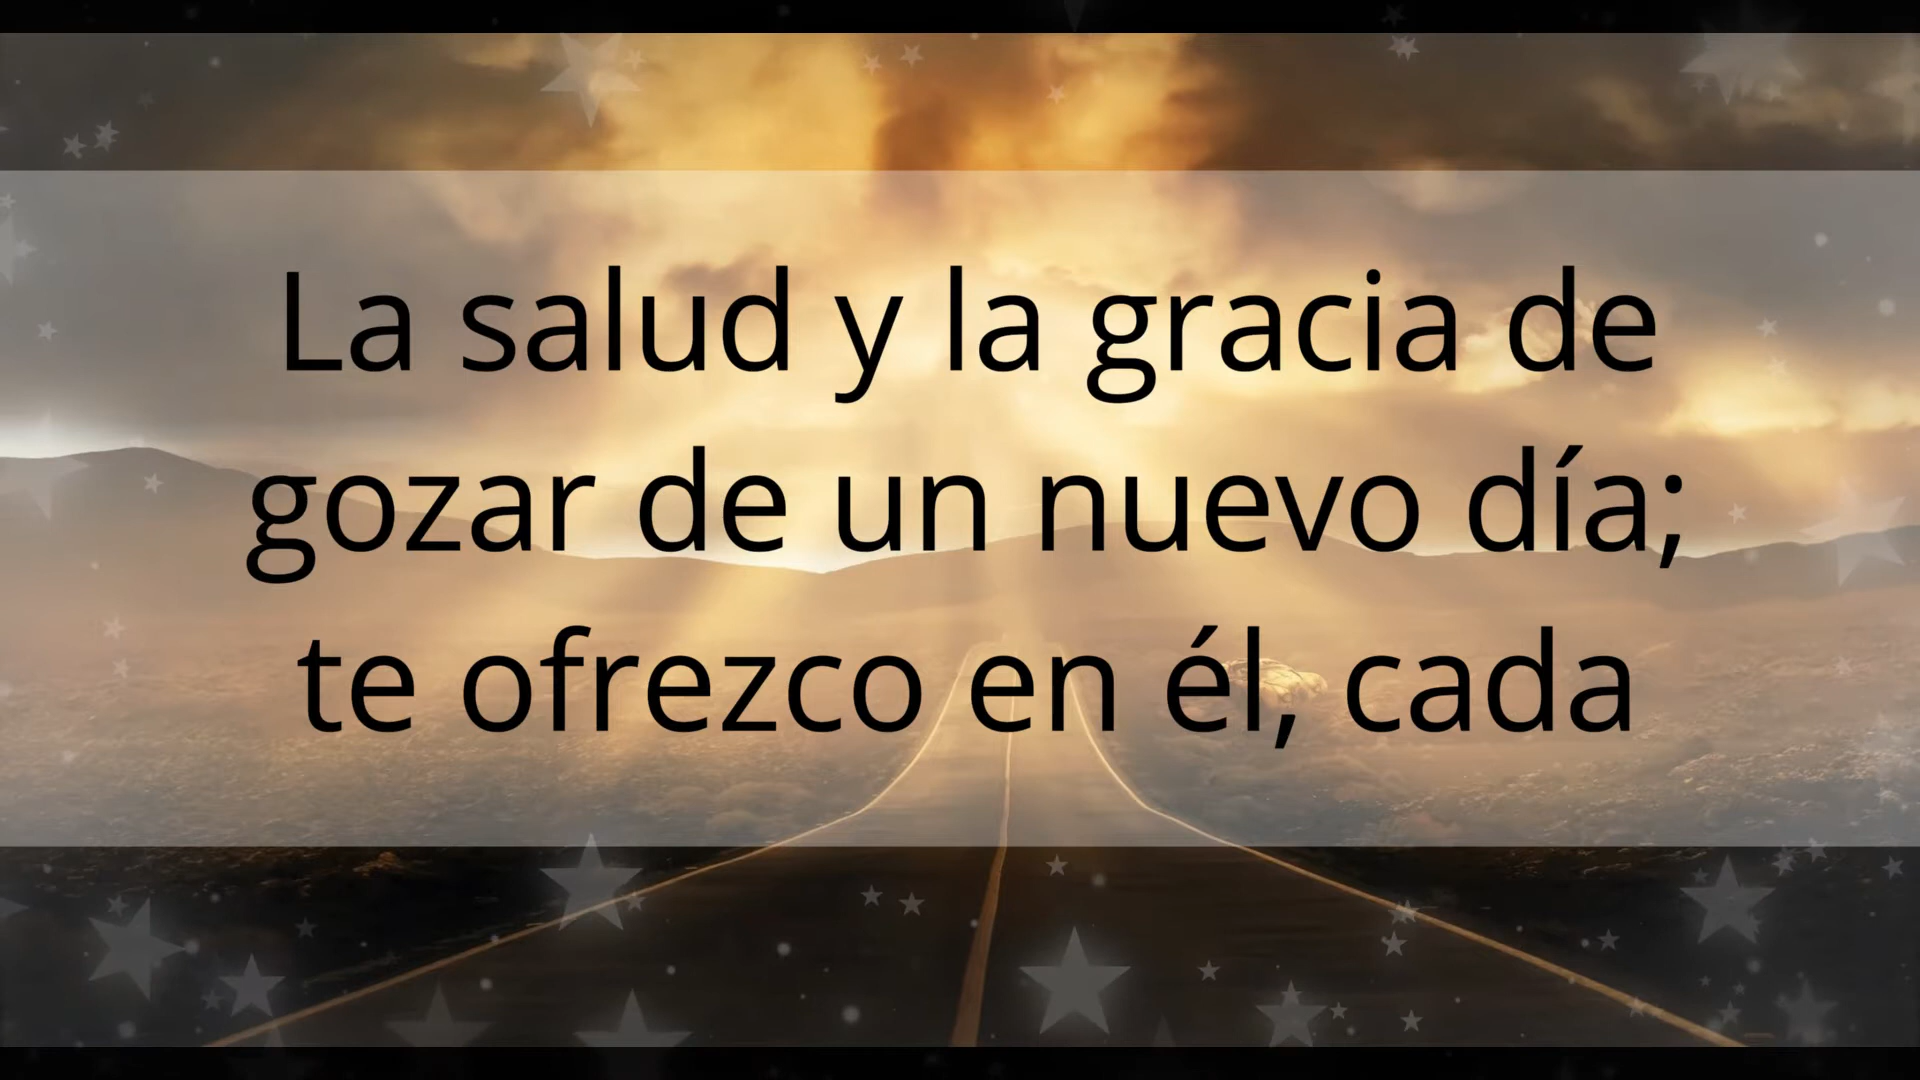 La salud y la gracia de
gozar de un nuevo día;
te ofrezco en él, cada